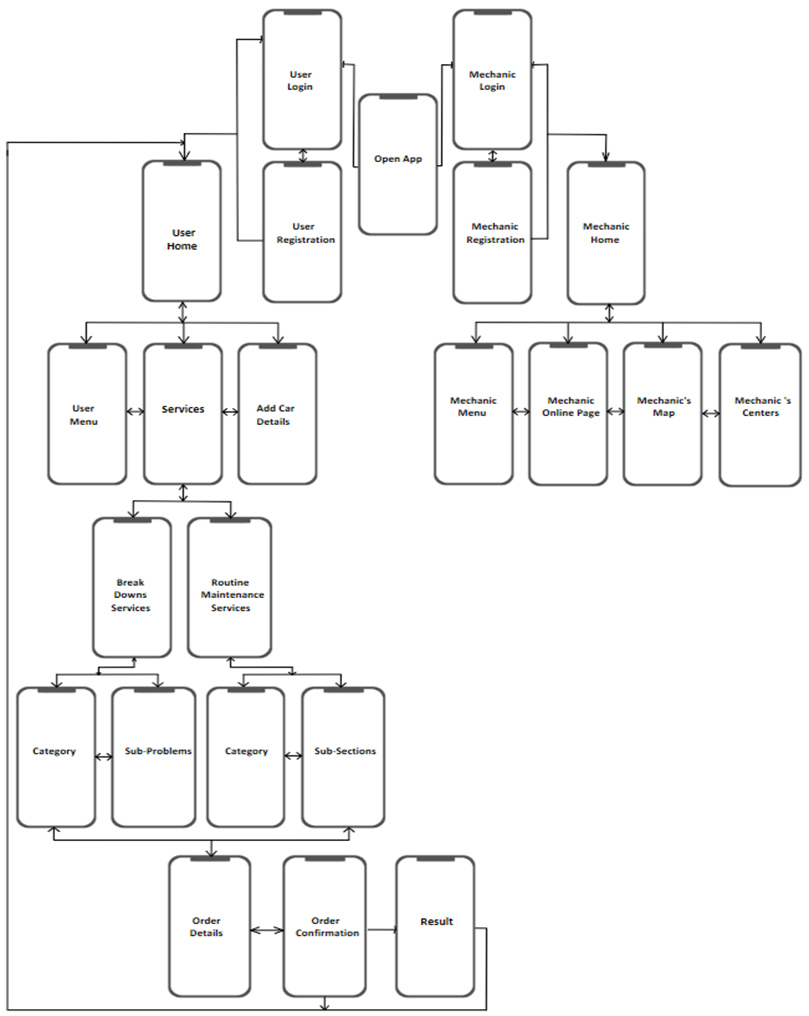 User
Login
Mechanic
Login
Open App
User
Home
User
Registration
Mechanic
Registration
Mechanic
Home
User
Menu
Services
Add Car
Details
Mechanic
Menu
Mechanic
Online Page
Mechanic's
Map
Mechanic 's
Centers
Break
Downs
Services
Routine
Maintenance
Services
Category
Sub-Problems
Category
Sub-Sections
Order
Details
Order
Confirmation
Result